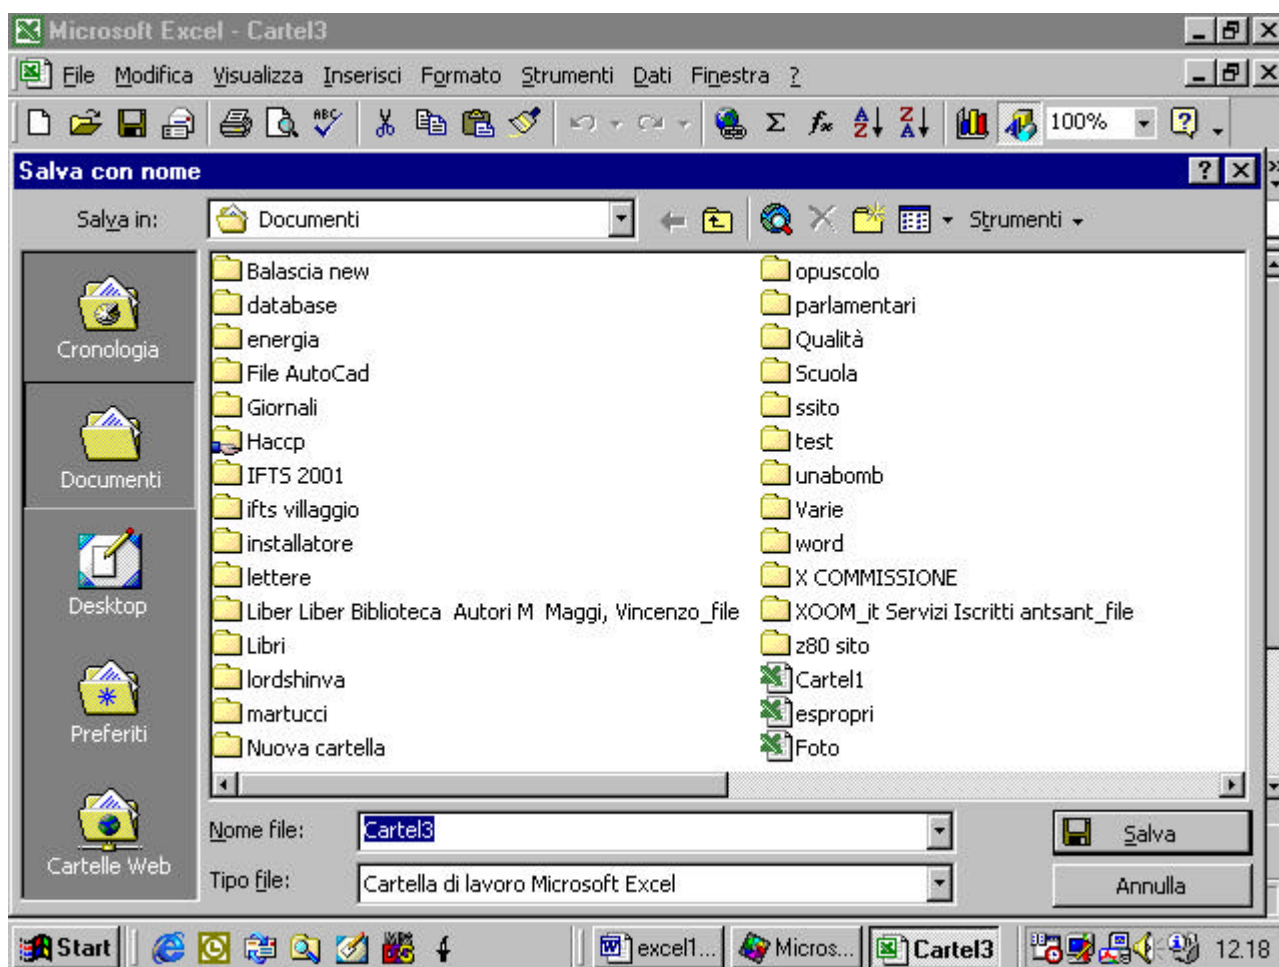 Microsoft Excel - Cartel3
File Modifica Visualizza Inserisci Formato Strumenti Dati Finestra ?
ABC Σ fx A Z Z A 100% ?
Salva con nome
Salva in: Documenti Strumenti
Cronologia
Documenti
Desktop
Preferiti
Cartelle Web
Balascia new
database
energia
File AutoCad
Giornali
Haccp
IFTS 2001
ifts villaggio
installatore
lettere
Liber Liber Biblioteca Autori M Maggi, Vincenzo_file
Libri
lordshinva
martucci
Nuova cartella
opuscolo
parlamentari
Qualità
Scuola
ssito
test
unabomb
Varie
word
X COMMISSIONE
XOOM_it Servizi Iscritti antsant_file
z80 sito
Cartel1
espropri
Foto
Nome file: Cartel3 Salva
Tipo file: Cartella di lavoro Microsoft Excel Annulla
Start excel1... Micros... Cartel3 12.18